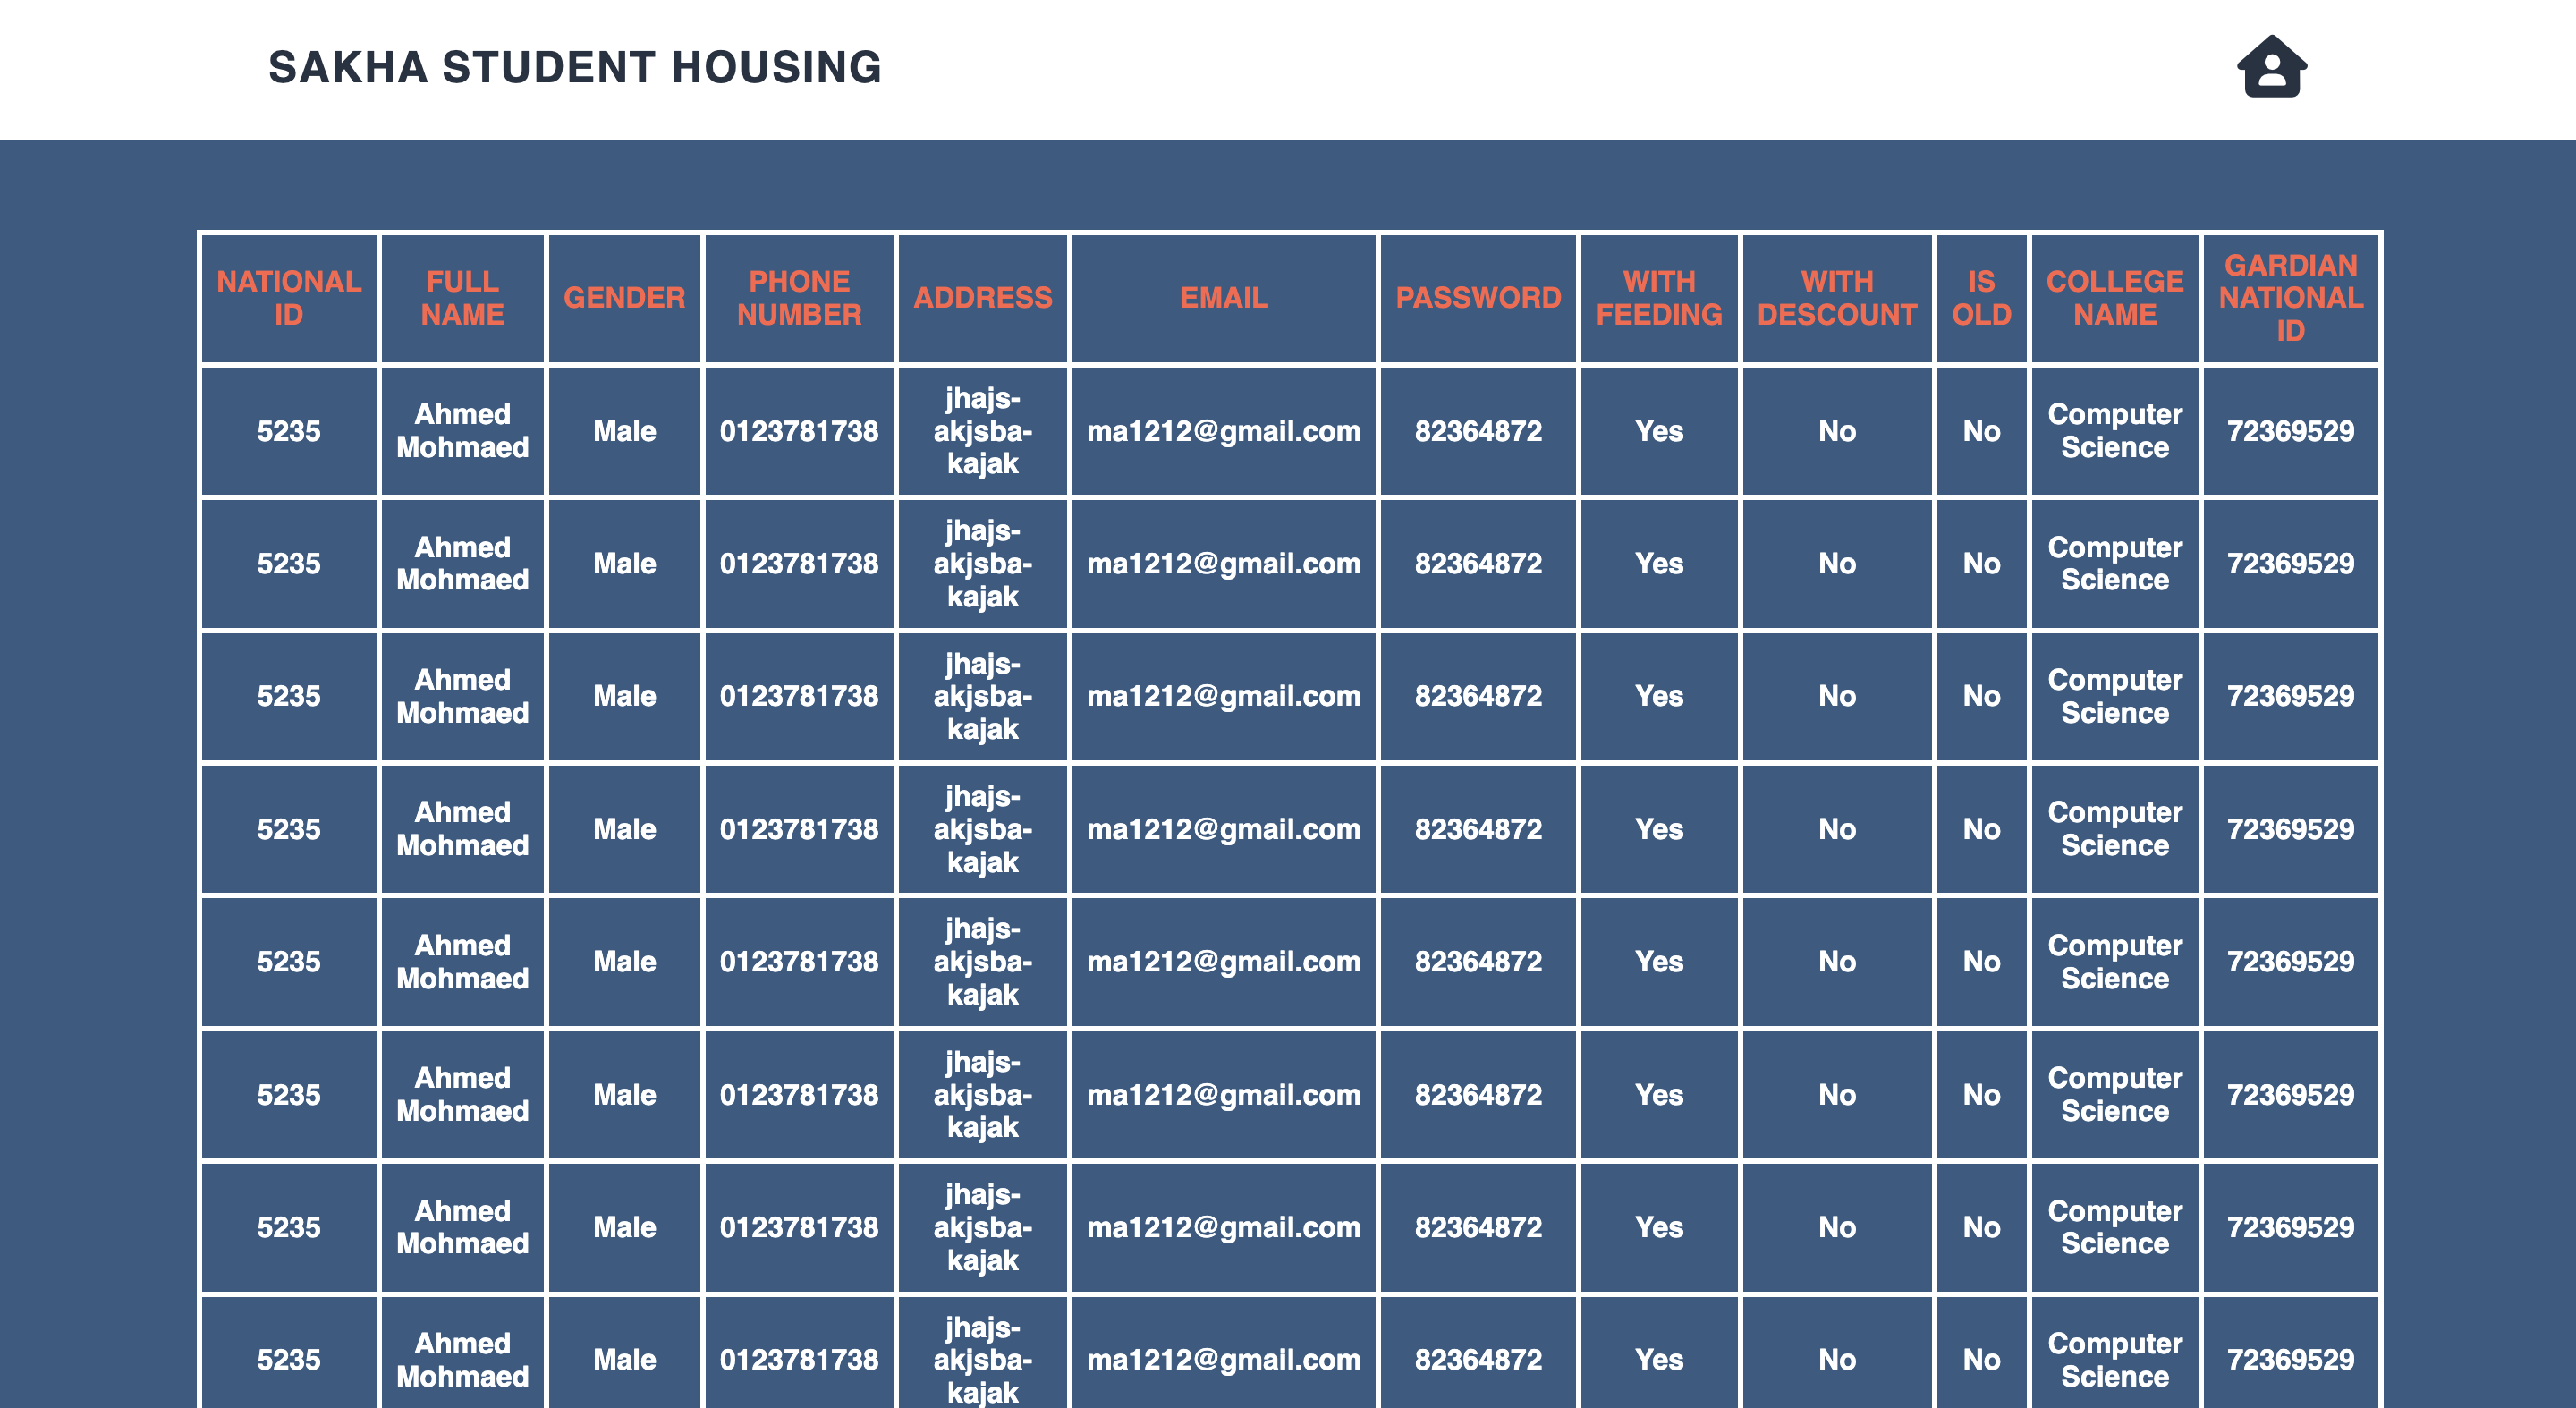 SAKHA STUDENT HOUSING
NATIONAL ID FULL NAME GENDER PHONE NUMBER ADDRESS EMAIL PASSWORD WITH FEEDING WITH DESCOUNT IS OLD COLLEGE NAME GARDIAN NATIONAL ID
5235 Ahmed Mohmaed Male 0123781738 jhajs-akjsba-kajak ma1212@gmail.com 82364872 Yes No No Computer Science 72369529
5235 Ahmed Mohmaed Male 0123781738 jhajs-akjsba-kajak ma1212@gmail.com 82364872 Yes No No Computer Science 72369529
5235 Ahmed Mohmaed Male 0123781738 jhajs-akjsba-kajak ma1212@gmail.com 82364872 Yes No No Computer Science 72369529
5235 Ahmed Mohmaed Male 0123781738 jhajs-akjsba-kajak ma1212@gmail.com 82364872 Yes No No Computer Science 72369529
5235 Ahmed Mohmaed Male 0123781738 jhajs-akjsba-kajak ma1212@gmail.com 82364872 Yes No No Computer Science 72369529
5235 Ahmed Mohmaed Male 0123781738 jhajs-akjsba-kajak ma1212@gmail.com 82364872 Yes No No Computer Science 72369529
5235 Ahmed Mohmaed Male 0123781738 jhajs-akjsba-kajak ma1212@gmail.com 82364872 Yes No No Computer Science 72369529
5235 Ahmed Mohmaed Male 0123781738 jhajs-akjsba-kajak ma1212@gmail.com 82364872 Yes No No Computer Science 72369529